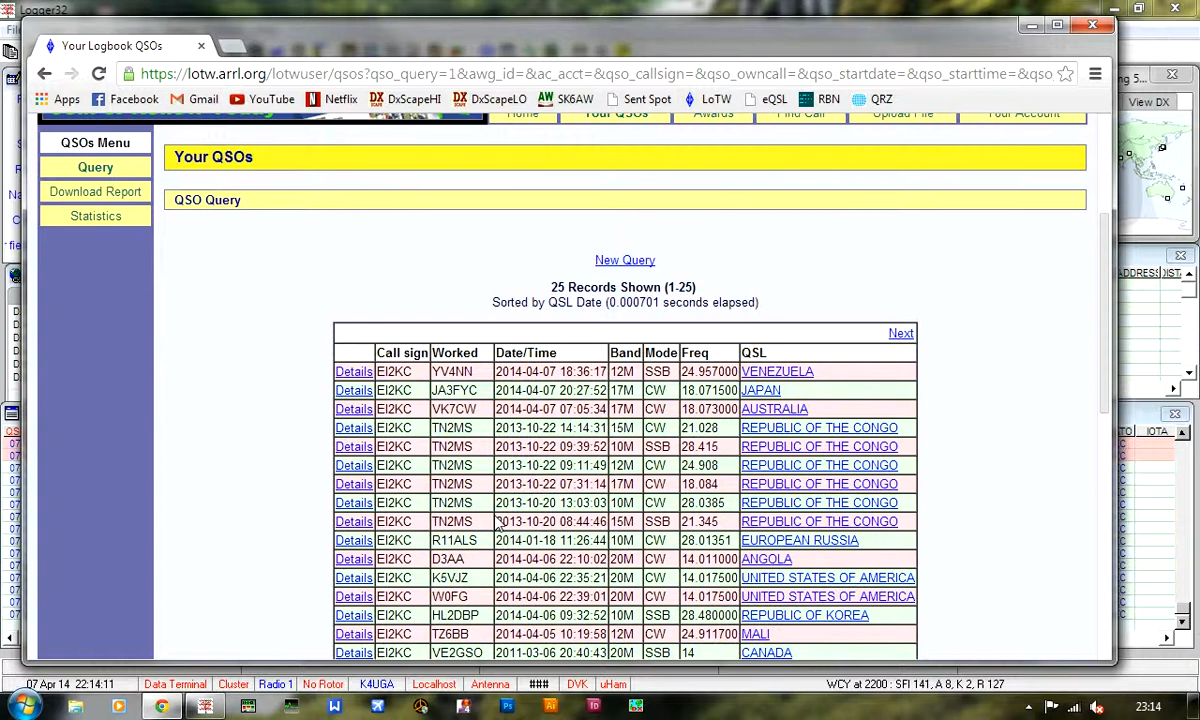 Logger32
Your Logbook QSOs
https://lotw.arrl.org/lotwuser/qsos?qso_query=1&awg_id=&ac_acct=&qso_callsign=&qso_owncall=&qso_startdate=&qso_starttime=&qso
Apps Facebook Gmail YouTube Netflix DxScapeHI DxScapeLO SK6AW Sent Spot LoTW eQSL RBN QRZ
View DX
Home Your QSOs Awards Find Call Upload File Your Account
QSOs Menu
Query
Download Report
Statistics
Your QSOs
QSO Query
New Query
25 Records Shown (1-25)
Sorted by QSL Date (0.000701 seconds elapsed)
Next
Call sign Worked Date/Time Band Mode Freq QSL
Details EI2KC YV4NN 2014-04-07 18:36:17 12M SSB 24.957000 VENEZUELA
Details EI2KC JA3FYC 2014-04-07 20:27:52 17M CW 18.071500 JAPAN
Details EI2KC VK7CW 2014-04-07 07:05:34 17M CW 18.073000 AUSTRALIA
Details EI2KC TN2MS 2013-10-22 14:14:31 15M CW 21.028 REPUBLIC OF THE CONGO
Details EI2KC TN2MS 2013-10-22 09:39:52 10M SSB 28.415 REPUBLIC OF THE CONGO
Details EI2KC TN2MS 2013-10-22 09:11:49 12M CW 24.908 REPUBLIC OF THE CONGO
Details EI2KC TN2MS 2013-10-22 07:31:14 17M CW 18.084 REPUBLIC OF THE CONGO
Details EI2KC TN2MS 2013-10-20 13:03:03 10M CW 28.0385 REPUBLIC OF THE CONGO
Details EI2KC TN2MS 2013-10-20 08:44:46 15M SSB 21.345 REPUBLIC OF THE CONGO
Details EI2KC R11ALS 2014-01-18 11:26:44 10M CW 28.01351 EUROPEAN RUSSIA
Details EI2KC D3AA 2014-04-06 22:10:02 20M CW 14.011000 ANGOLA
Details EI2KC K5VJZ 2014-04-06 22:35:21 20M CW 14.017500 UNITED STATES OF AMERICA
Details EI2KC W0FG 2014-04-06 22:39:01 20M CW 14.017500 UNITED STATES OF AMERICA
Details EI2KC HL2DBP 2014-04-06 09:32:52 10M SSB 28.480000 REPUBLIC OF KOREA
Details EI2KC TZ6BB 2014-04-05 10:19:58 12M CW 24.911700 MALI
Details EI2KC VE2GSO 2011-03-06 20:40:43 20M SSB 14 CANADA
IOTA
07 Apr 14 22:14:11 Data Terminal Cluster Radio 1 No Rotor K4UGA Localhost Antenna ### DVK uHam WCY at 2200 : SFI 141, A 8, K 2, R 127
23:14